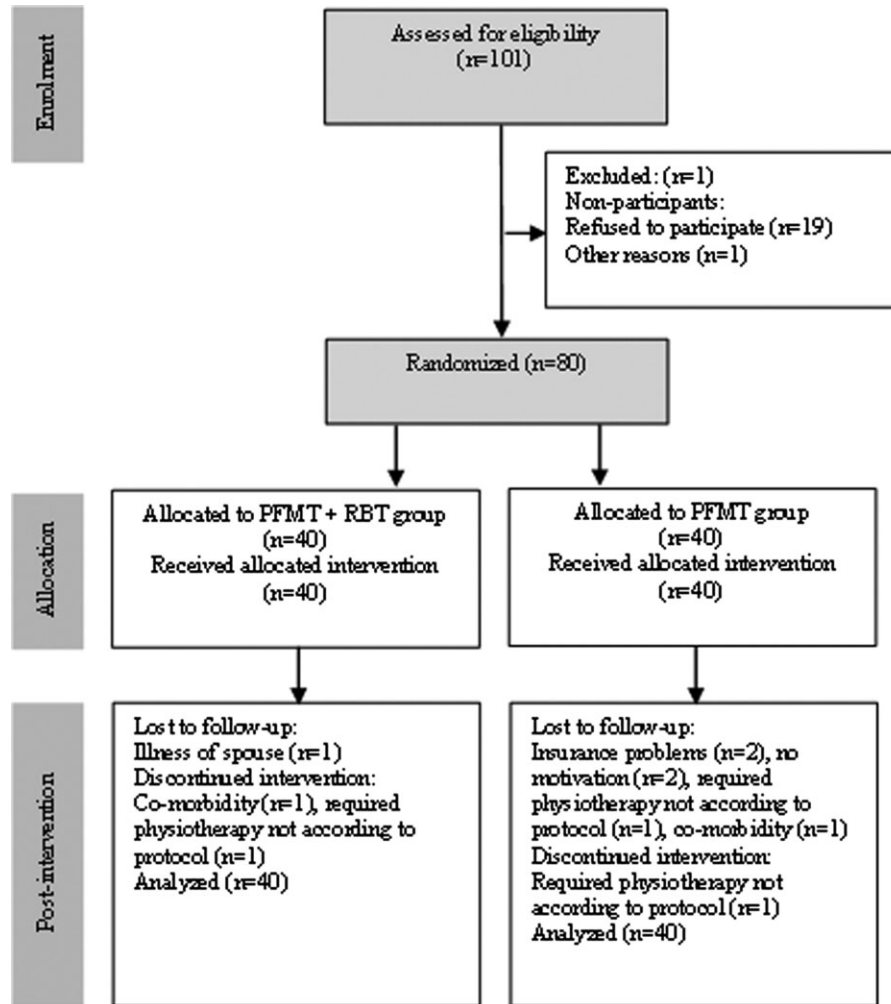 Enrolment
Assessed for eligibility
(n=101)
Excluded: (n=1)
Non-participants:
Refused to participate (n=19)
Other reasons (n=1)
Randomized (n=80)
Allocation
Allocated to PFMT + RBT group
(n=40)
Received allocated intervention
(n=40)
Allocated to PFMT group
(n=40)
Received allocated intervention
(n=40)
Post-intervention
Lost to follow-up:
Illness of spouse (n=1)
Discontinued intervention:
Co-morbidity (n=1), required
physiotherapy not according to
protocol (n=1)
Analyzed (n=40)
Lost to follow-up:
Insurance problems (n=2), no
motivation (n=2), required
physiotherapy not according to
protocol (n=1), co-morbidity (n=1)
Discontinued intervention:
Required physiotherapy not
according to protocol (n=1)
Analyzed (n=40)